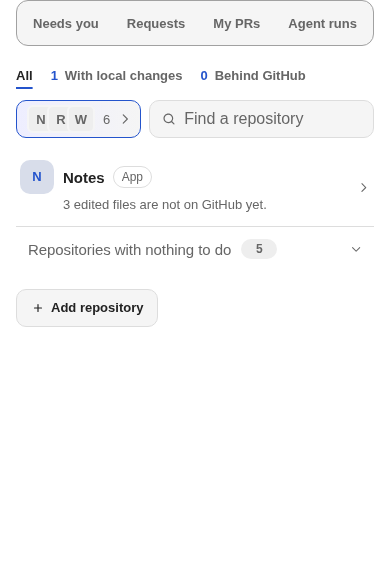 Needs you Requests My PRs Agent runs
All 1 With local changes 0 Behind GitHub
N R W 6 Find a repository
N Notes App
3 edited files are not on GitHub yet.
Repositories with nothing to do 5
+ Add repository